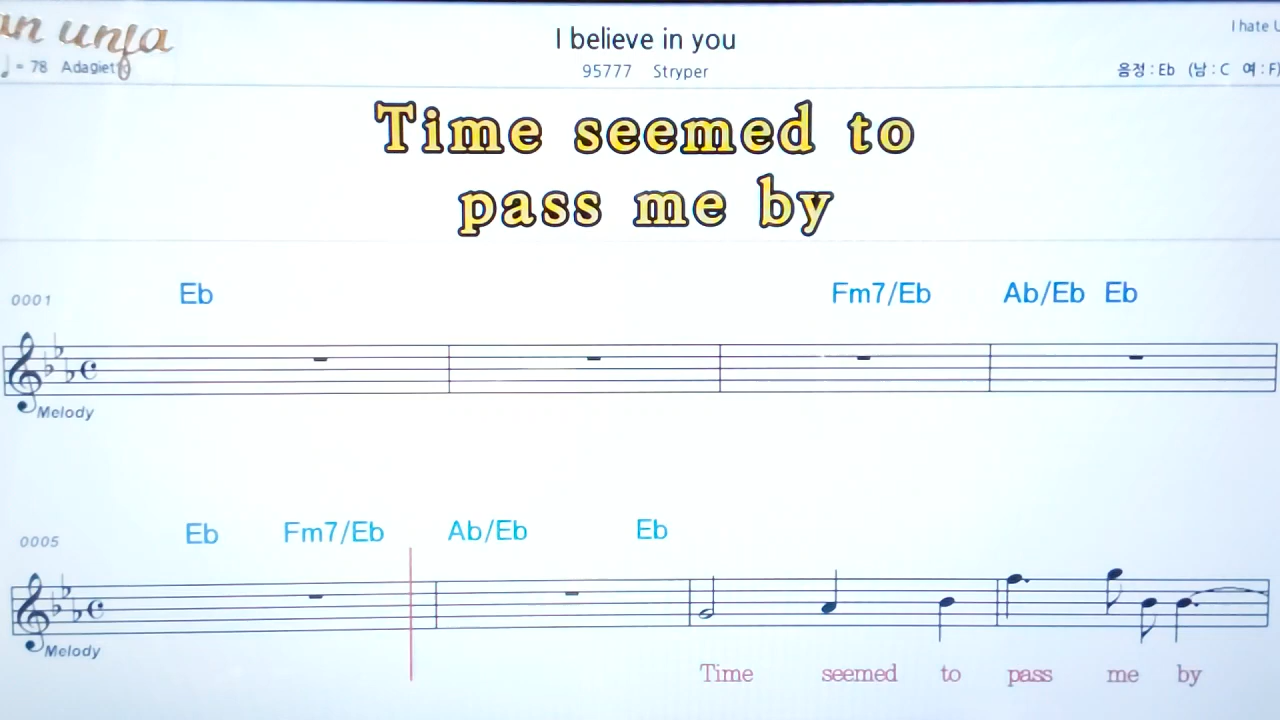 I believe in you
I hate U
= 78 Adagietto
95777 Stryper
음정 : Eb (남 : C 여 : F)
Time seemed to
pass me by
0001
Eb Fm7/Eb Ab/Eb Eb
Melody
0005
Eb Fm7/Eb Ab/Eb Eb
Melody
Time seemed to pass me by